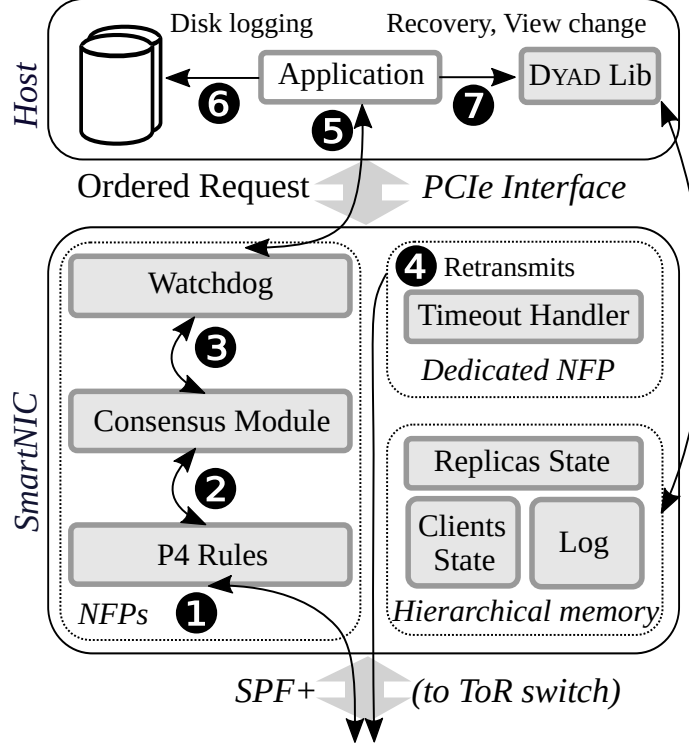 Host
Disk logging
Recovery, View change
Application
DYAD Lib
6
7
5
Ordered Request
PCIe Interface
SmartNIC
Watchdog
4 Retransmits
Timeout Handler
Dedicated NFP
3
Consensus Module
2
Replicas State
Clients
State
Log
P4 Rules
NFPs
1
Hierarchical memory
SPF+
(to ToR switch)